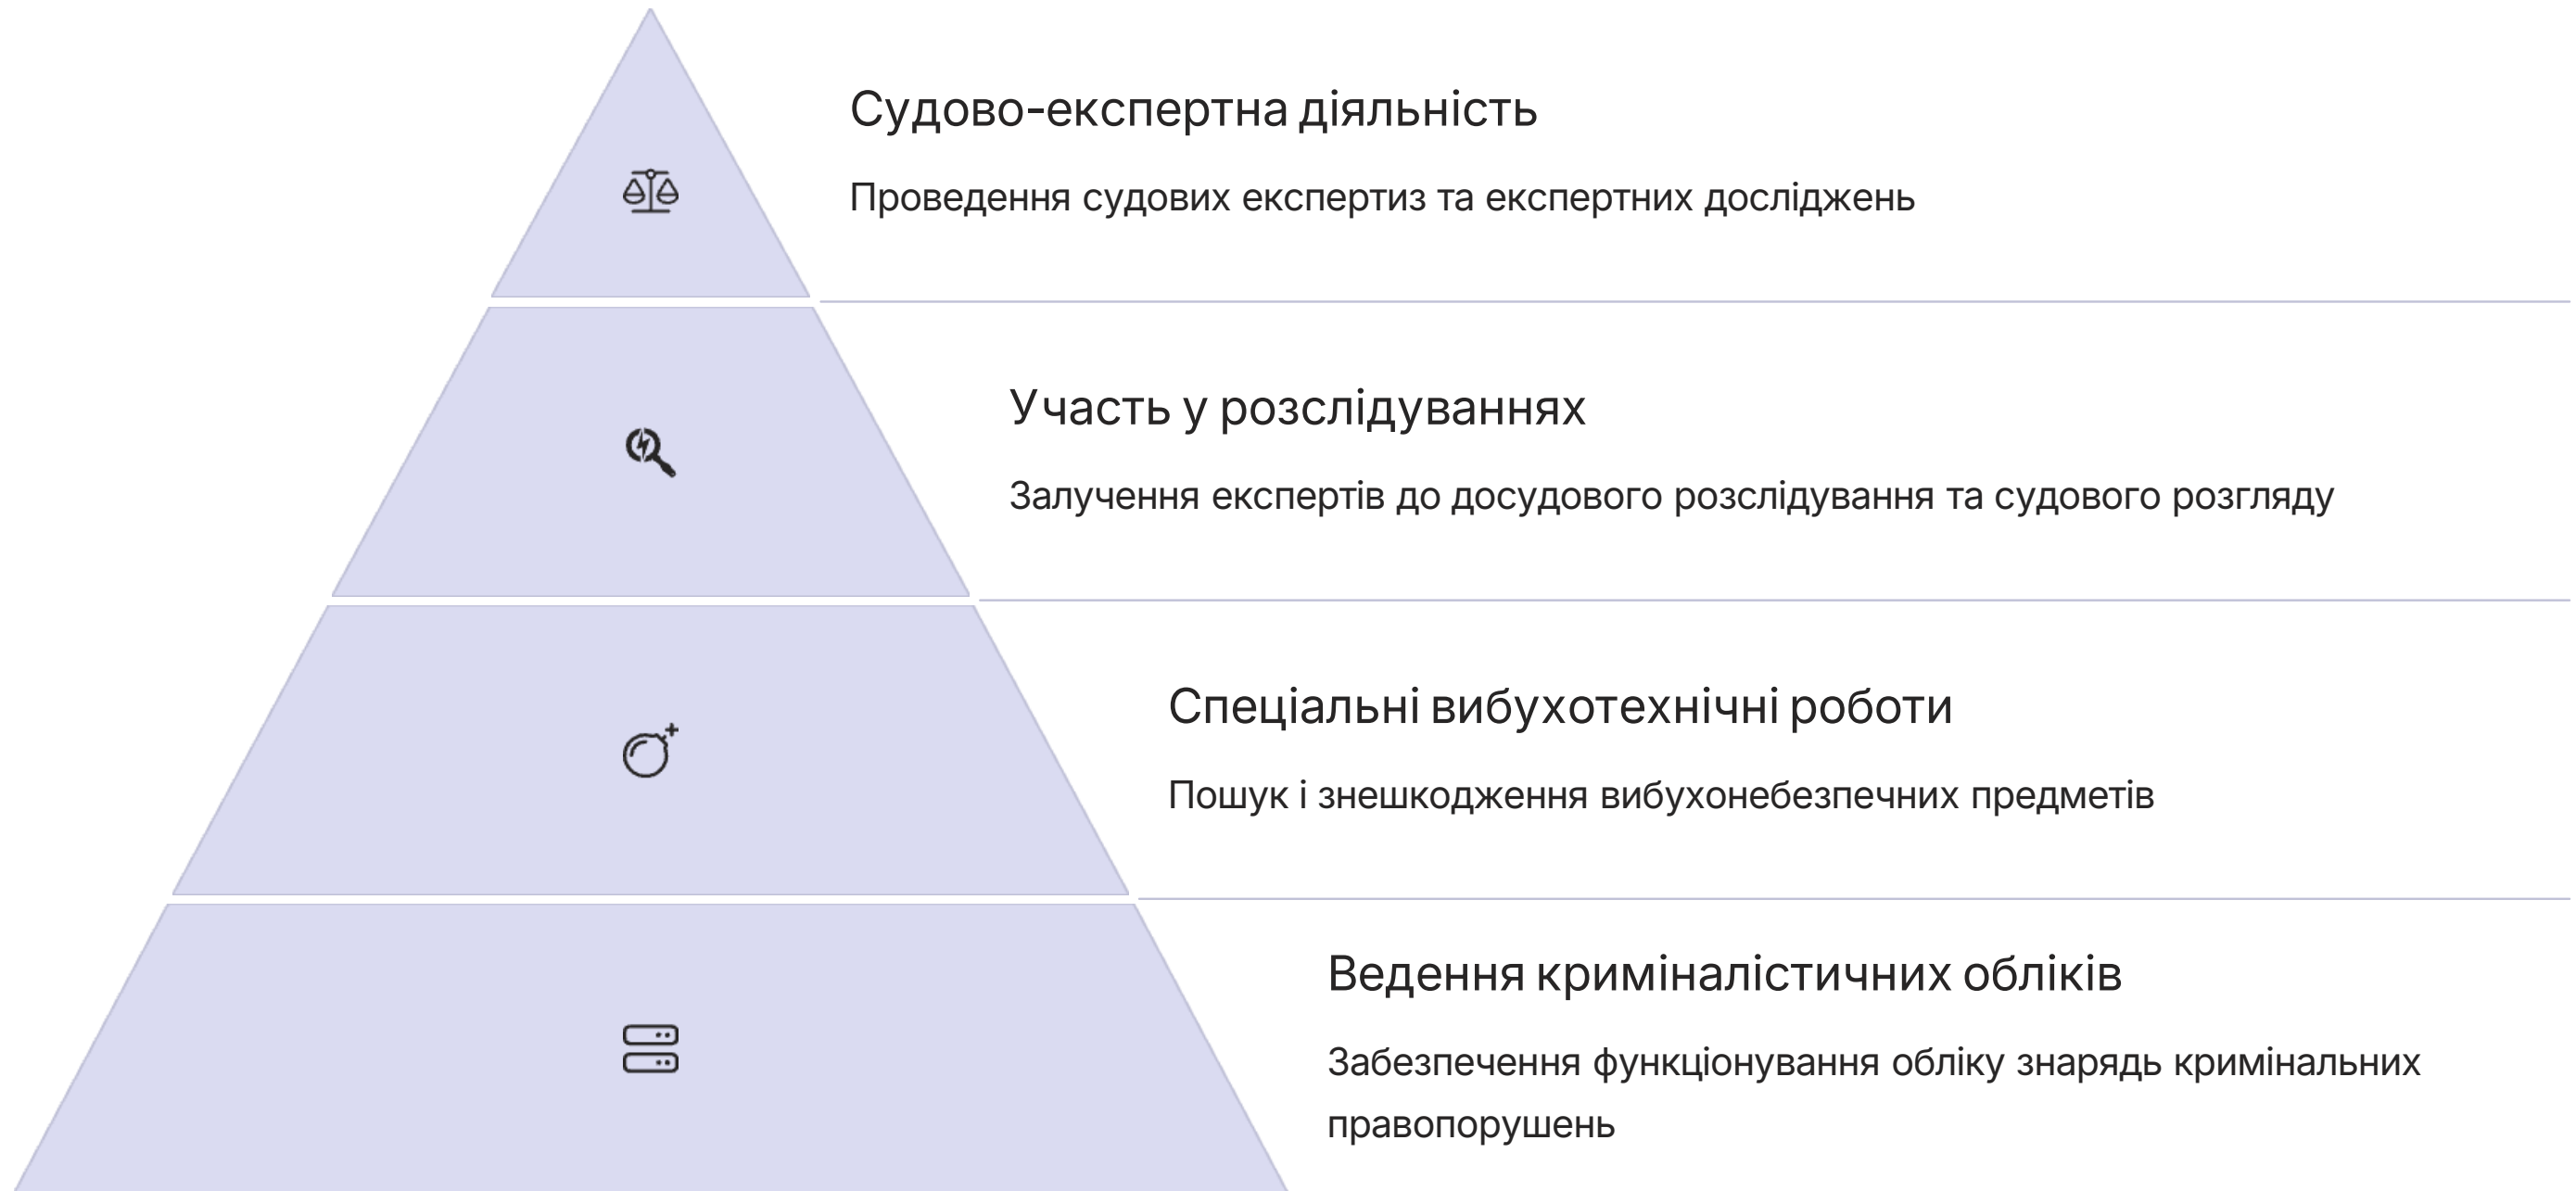 Судово-експертна діяльність
Проведення судових експертиз та експертних досліджень
Участь у розслідуваннях
Залучення експертів до досудового розслідування та судового розгляду
Спеціальні вибухотехнічні роботи
Пошук і знешкодження вибухонебезпечних предметів
Ведення криміналістичних обліків
Забезпечення функціонування обліку знарядь кримінальних
правопорушень